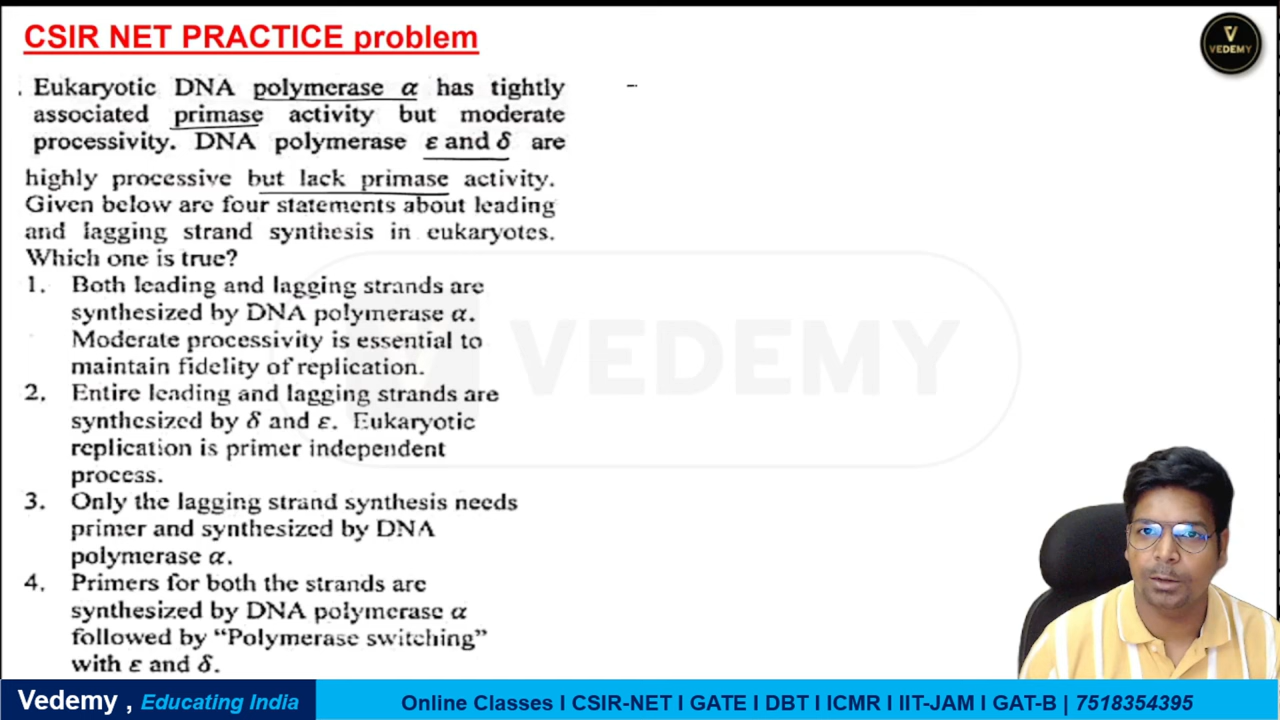 CSIR NET PRACTICE problem
VEDEMY
Eukaryotic DNA polymerase α has tightly
associated primase activity but moderate
processivity. DNA polymerase ε and δ are
highly processive but lack primase activity.
Given below are four statements about leading
and lagging strand synthesis in eukaryotes.
Which one is true?
1. Both leading and lagging strands are
synthesized by DNA polymerase α.
Moderate processivity is essential to
maintain fidelity of replication.
2. Entire leading and lagging strands are
synthesized by δ and ε. Eukaryotic
replication is primer independent
process.
3. Only the lagging strand synthesis needs
primer and synthesized by DNA
polymerase α.
4. Primers for both the strands are
synthesized by DNA polymerase α
followed by “Polymerase switching”
with ε and δ.
VEDEMY
Vedemy , Educating India
Online Classes I CSIR-NET I GATE I DBT I ICMR I IIT-JAM I GAT-B | 7518354395